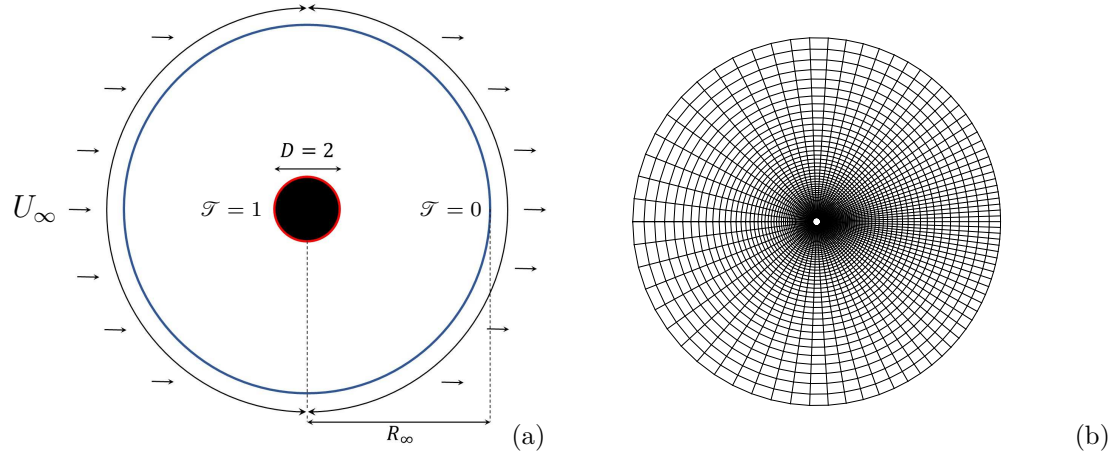 D = 2
U∞ 𝒯 = 1 𝒯 = 0
R∞ (a) (b)